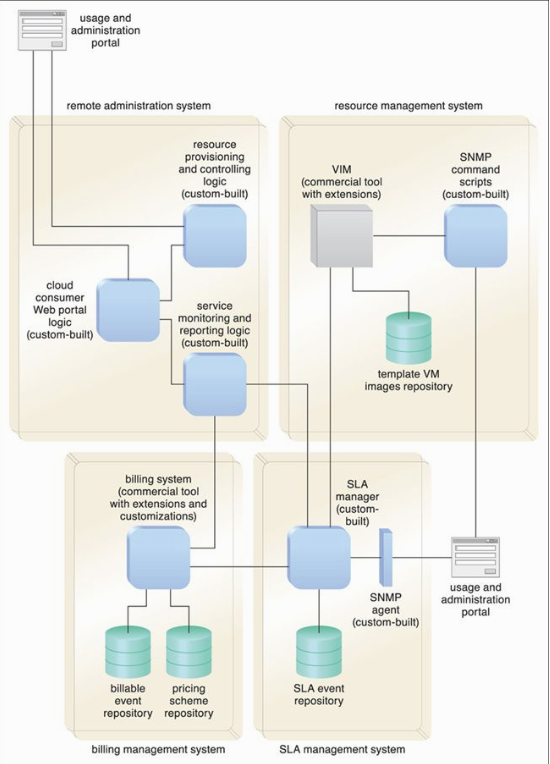 usage and
administration
portal
remote administration system
resource management system
resource
provisioning
and controlling
logic
(custom-built)
VIM
(commercial tool
with extensions)
SNMP
command
scripts
(custom-built)
cloud
consumer
Web portal
logic
(custom-built)
service
monitoring and
reporting logic
(custom-built)
template VM
images repository
billing system
(commercial tool
with extensions and
customizations)
SLA
manager
(custom-
built)
SNMP
agent
(custom-built)
usage and
administration
portal
billable
event
repository
pricing
scheme
repository
SLA event
repository
billing management system
SLA management system